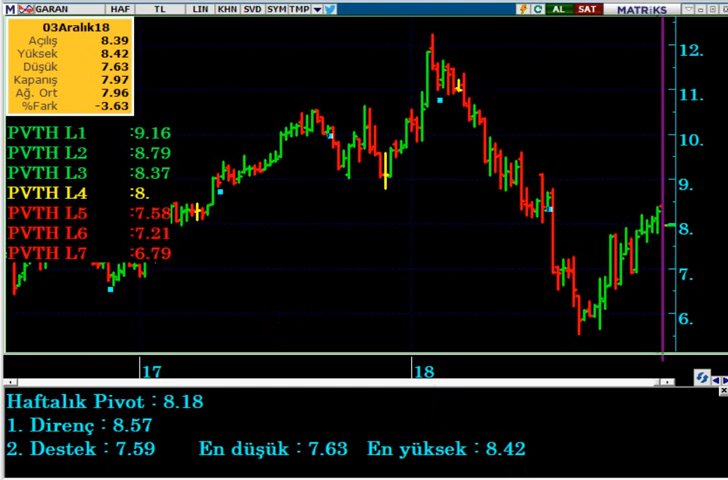 GARAN HAF TL LIN KHN SVD SYM TMP AL SAT MATRİKS
03Aralık18
Açılış 8.39
Yüksek 8.42
Düşük 7.63
Kapanış 7.97
Ağ. Ort 7.96
%Fark -3.63
PVTH L1 :9.16
PVTH L2 :8.79
PVTH L3 :8.37
PVTH L4 :8.
PVTH L5 :7.58
PVTH L6 :7.21
PVTH L7 :6.79
12.
11.
10.
9.
8.
7.
6.
17 18
Haftalık Pivot : 8.18
1. Direnç : 8.57
2. Destek : 7.59 En düşük : 7.63 En yüksek : 8.42